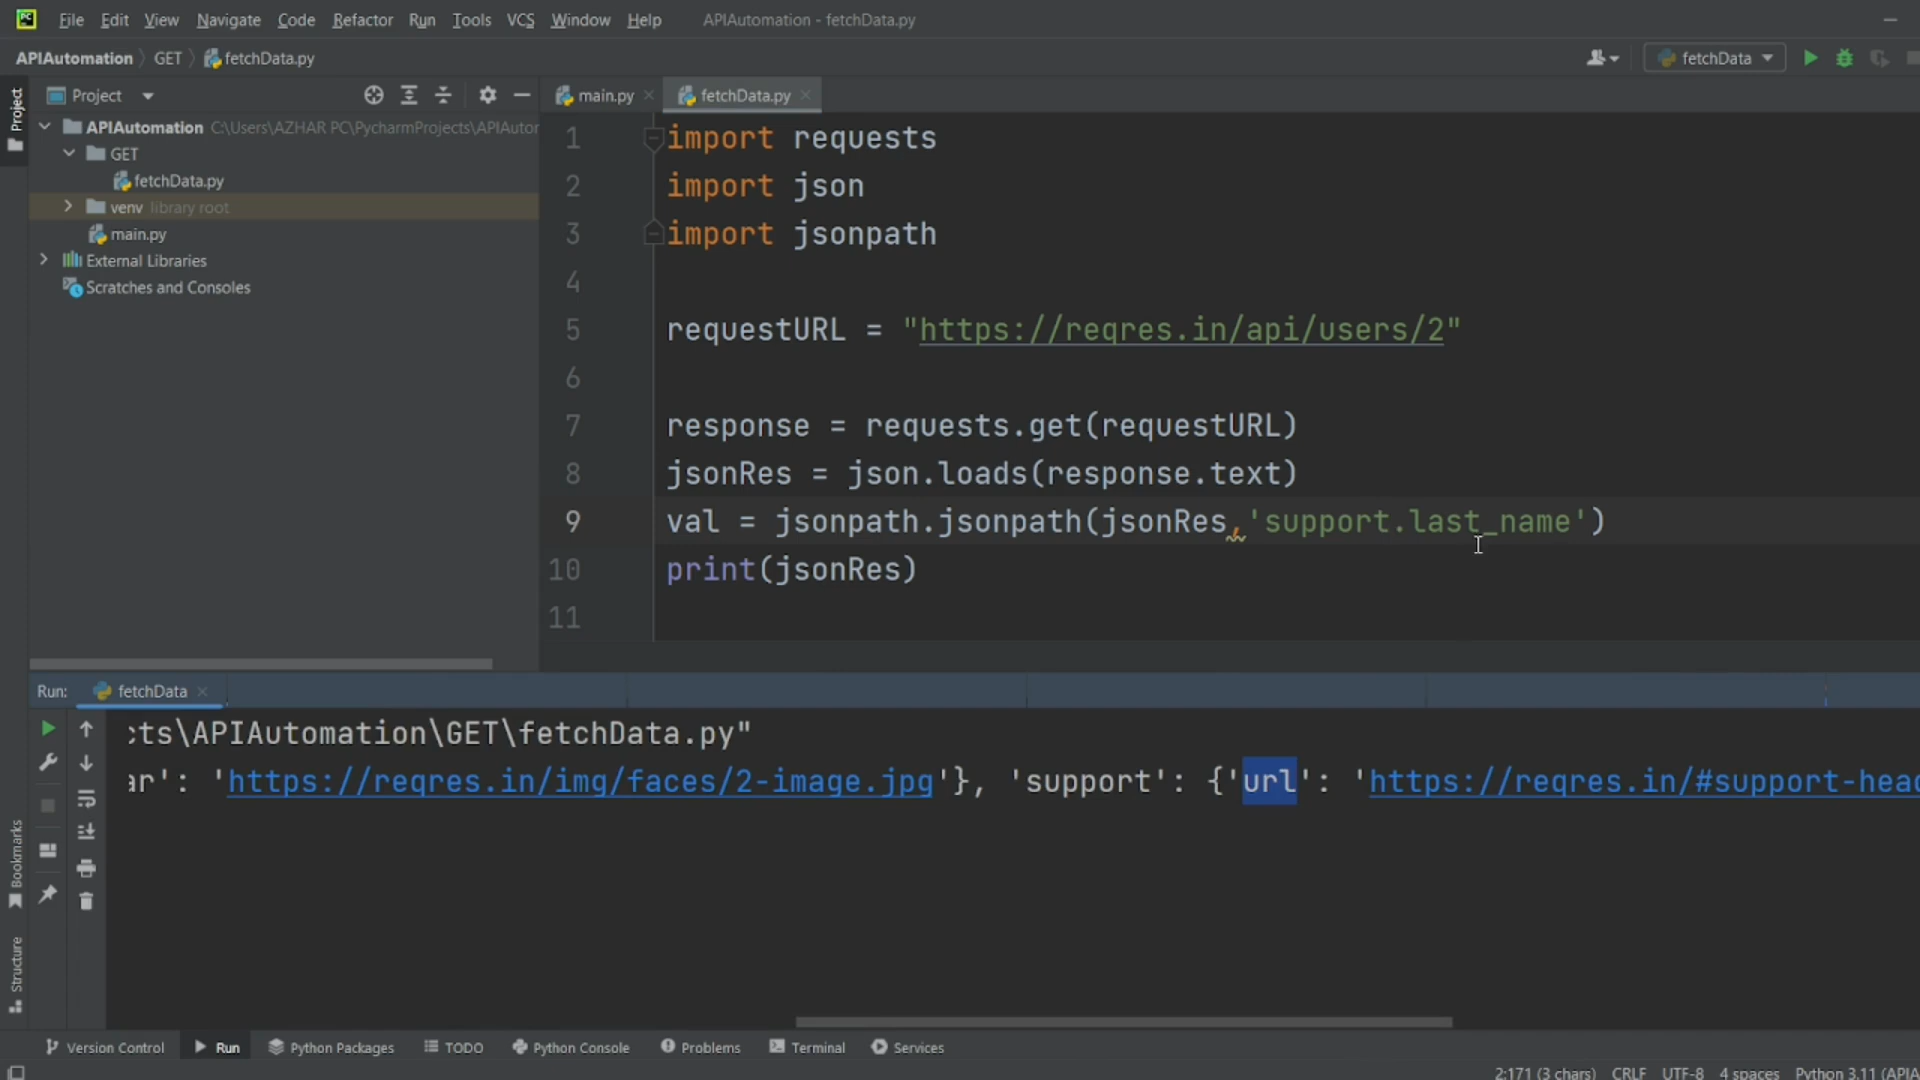 PC File Edit View Navigate Code Refactor Run Tools VCS Window Help APIAutomation - fetchData.py
APIAutomation GET fetchData.py fetchData
Project
Project main.py fetchData.py
APIAutomation C:\Users\AZHAR PC\PycharmProjects\APIAutor
GET
fetchData.py
venv library root
main.py
External Libraries
Scratches and Consoles
1 import requests
2 import json
3 import jsonpath
4
5 requestURL = "https://reqres.in/api/users/2"
6
7 response = requests.get(requestURL)
8 jsonRes = json.loads(response.text)
9 val = jsonpath.jsonpath(jsonRes,'support.last_name')
10 print(jsonRes)
11
Run: fetchData
cts\APIAutomation\GET\fetchData.py"
ar': 'https://reqres.in/img/faces/2-image.jpg'}, 'support': {'url': 'https://reqres.in/#support-head
Bookmarks
Structure
Version Control Run Python Packages TODO Python Console Problems Terminal Services
2:171 (3 chars) CRLF UTF-8 4 spaces Python 3.11 (APIA